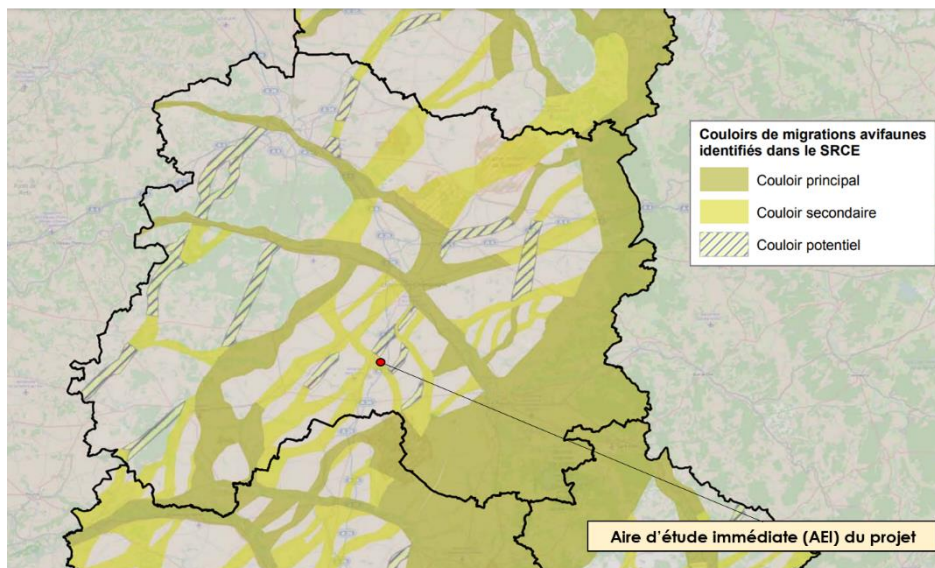 Couloirs de migrations avifaunes
identifiés dans le SRCE
Couloir principal
Couloir secondaire
Couloir potentiel
Aire d'étude immédiate (AEI) du projet